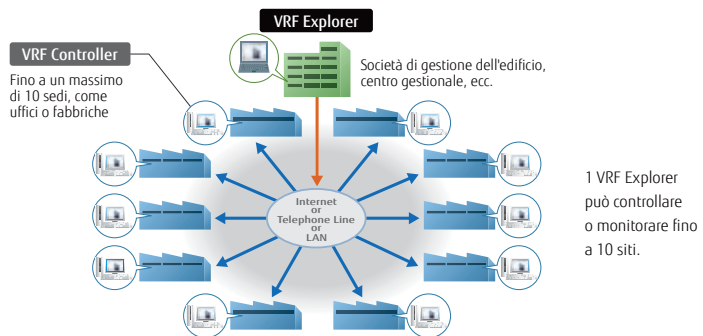 VRF Explorer
VRF Controller
Fino a un massimo
di 10 sedi, come
uffici o fabbriche
Società di gestione dell'edificio,
centro gestionale, ecc.
Internet
or
Telephone Line
or
LAN
1 VRF Explorer
può controllare
o monitorare fino
a 10 siti.